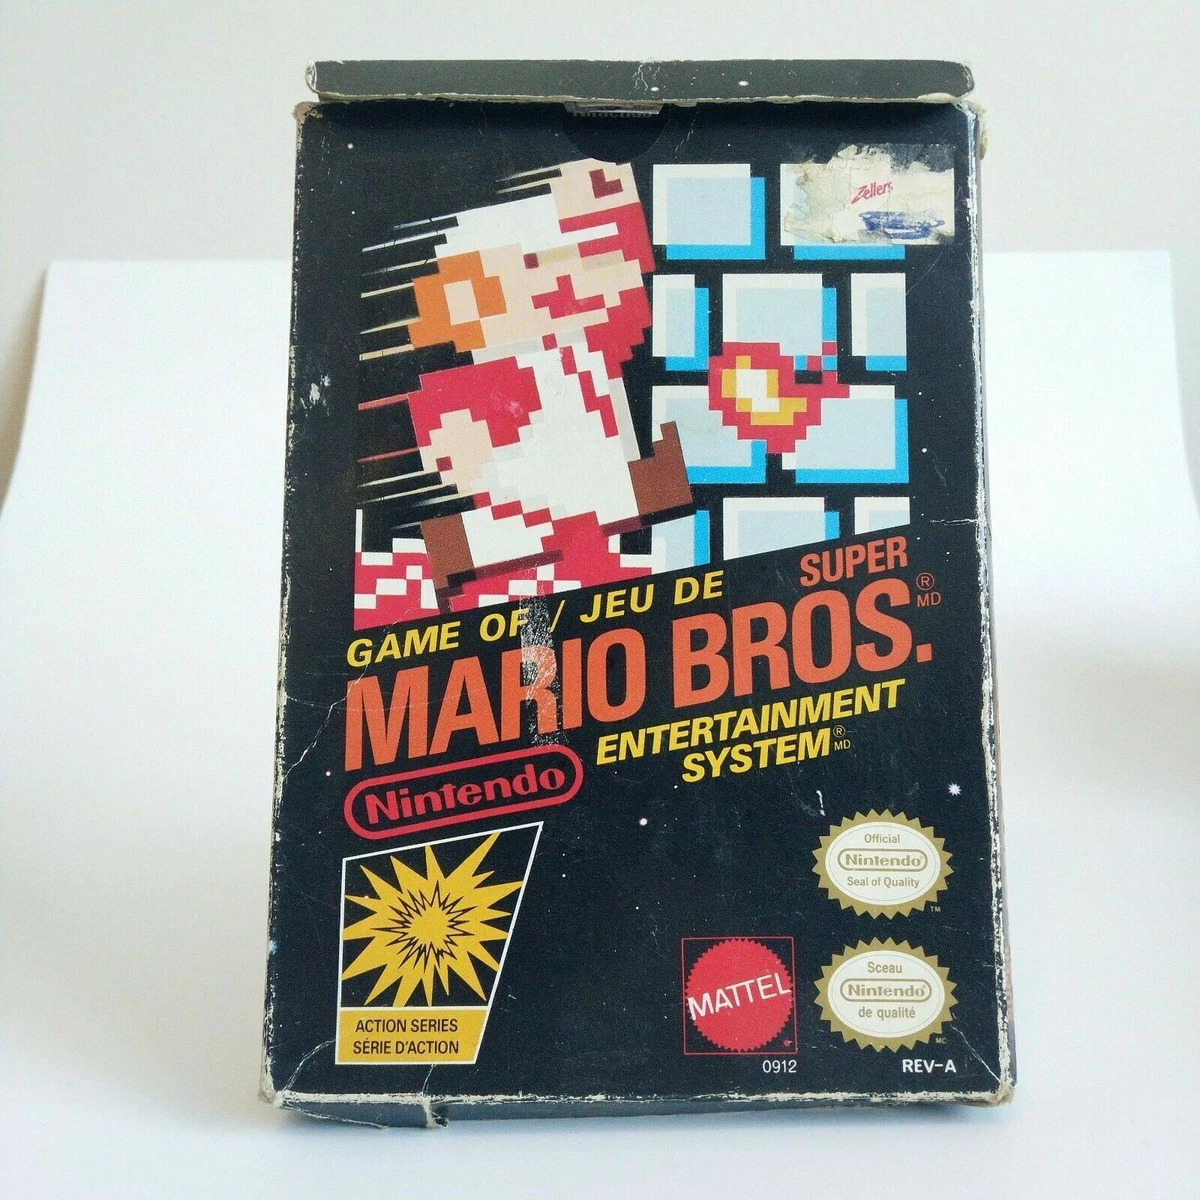 Zellers
SUPER
GAME OF / JEU DE
MARIO BROS.® MD
ENTERTAINMENT
SYSTEM® MD
Nintendo
ACTION SERIES
SÉRIE D'ACTION
Official
Nintendo®
Seal of Quality
TM
MATTEL
Sceau
Nintendo®
de qualité
MC
0912
REV-A